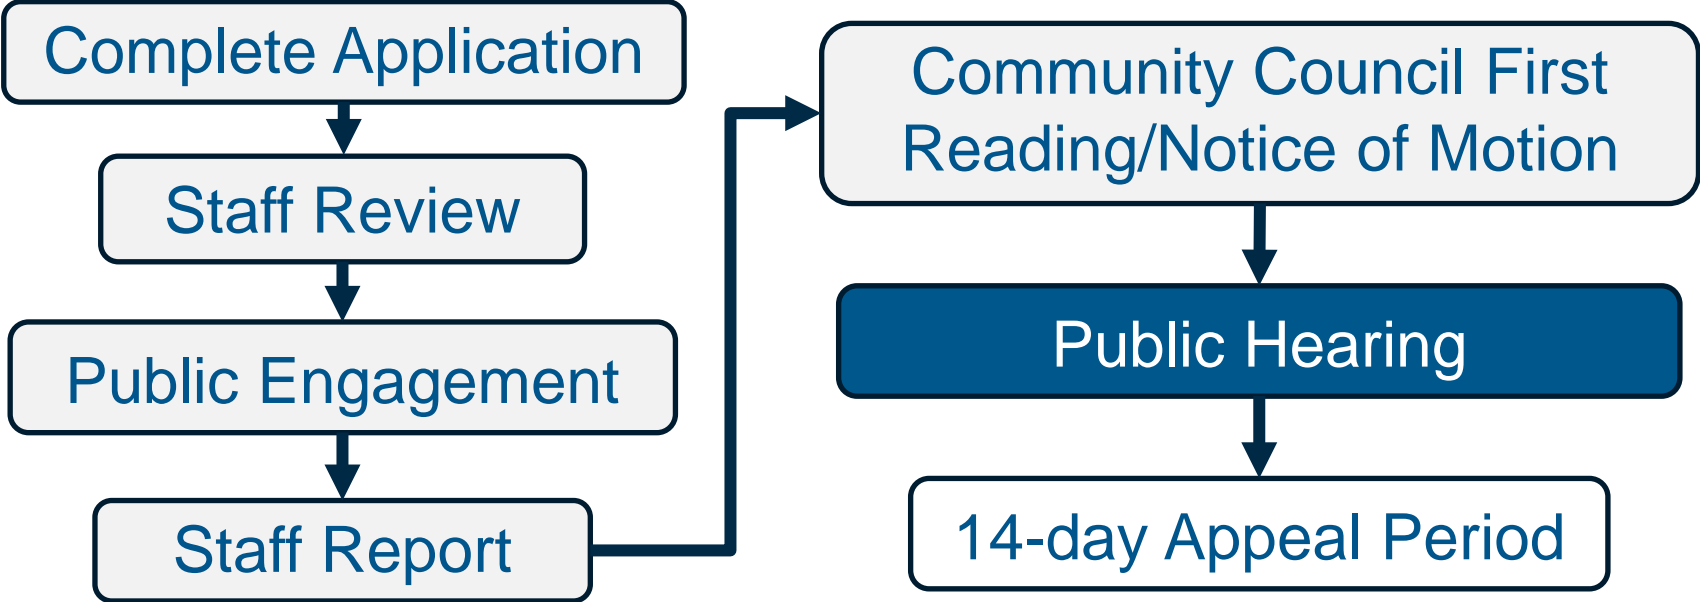 Complete Application
Staff Review
Public Engagement
Staff Report
Community Council First
Reading/Notice of Motion
Public Hearing
14-day Appeal Period